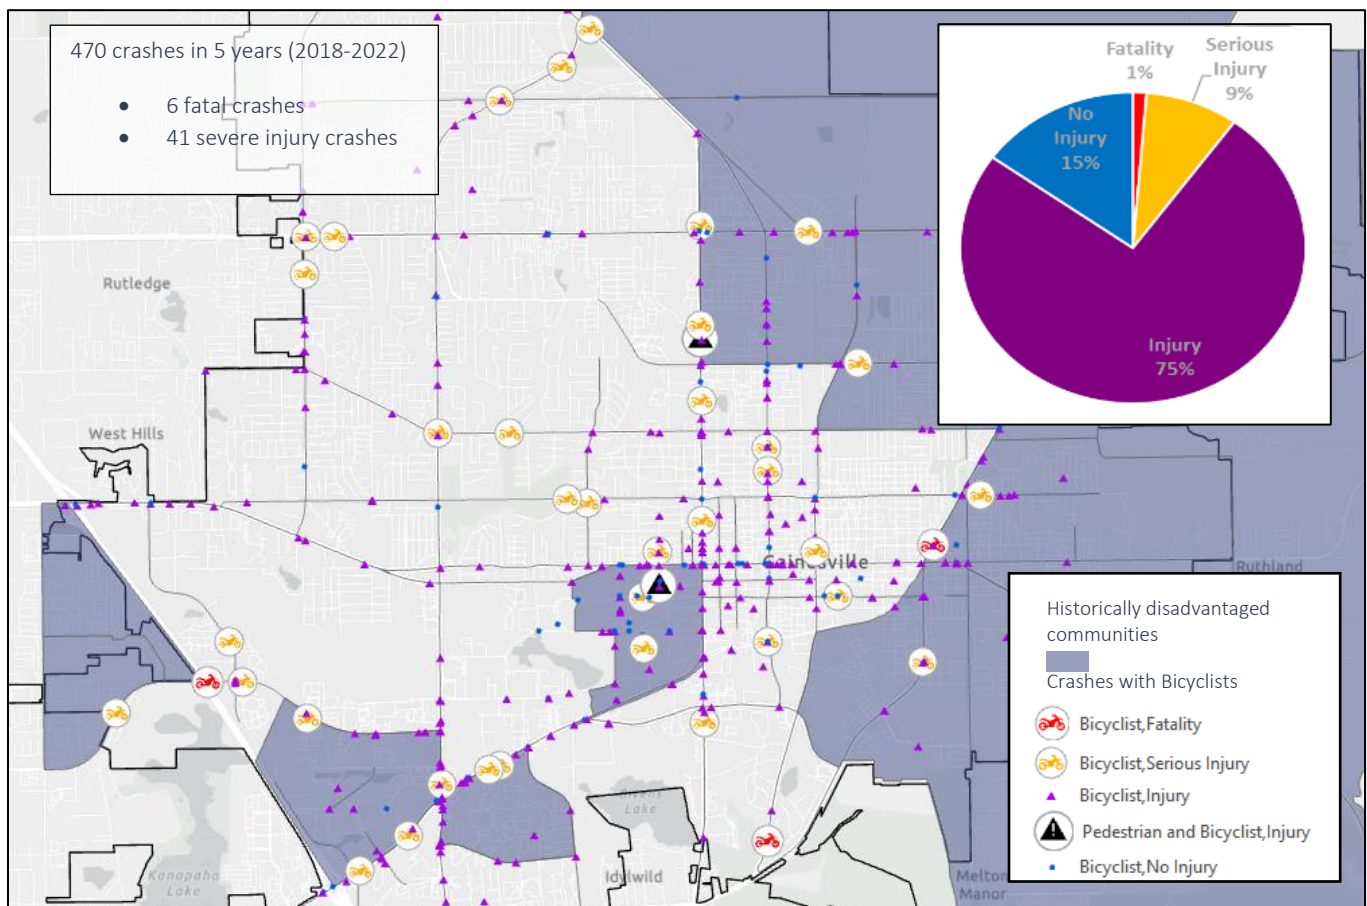 470 crashes in 5 years (2018-2022)
• 6 fatal crashes
• 41 severe injury crashes
Fatality
1%
Serious
Injury
9%
No
Injury
15%
Injury
75%
Rutledge
West Hills
Gainesville
Ruthland
Kanapaha
Lake
Lake
Idylwild
Melton
Manor
Historically disadvantaged
communities
Crashes with Bicyclists
Bicyclist,Fatality
Bicyclist,Serious Injury
Bicyclist,Injury
Pedestrian and Bicyclist,Injury
Bicyclist,No Injury